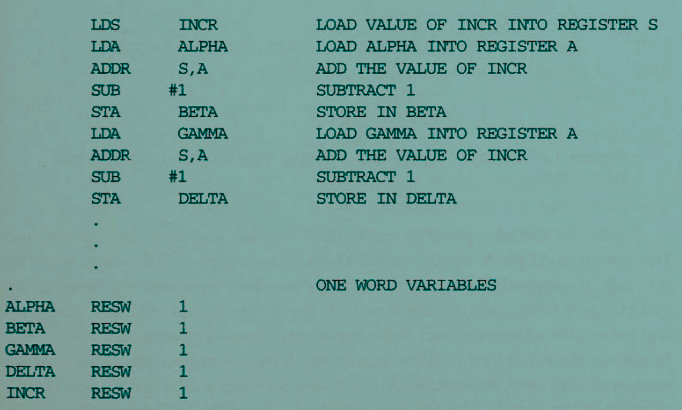 LDS INCR LOAD VALUE OF INCR INTO REGISTER S
LDA ALPHA LOAD ALPHA INTO REGISTER A
ADDR S,A ADD THE VALUE OF INCR
SUB #1 SUBTRACT 1
STA BETA STORE IN BETA
LDA GAMMA LOAD GAMMA INTO REGISTER A
ADDR S,A ADD THE VALUE OF INCR
SUB #1 SUBTRACT 1
STA DELTA STORE IN DELTA
.
.
.
. ONE WORD VARIABLES
ALPHA RESW 1
BETA RESW 1
GAMMA RESW 1
DELTA RESW 1
INCR RESW 1